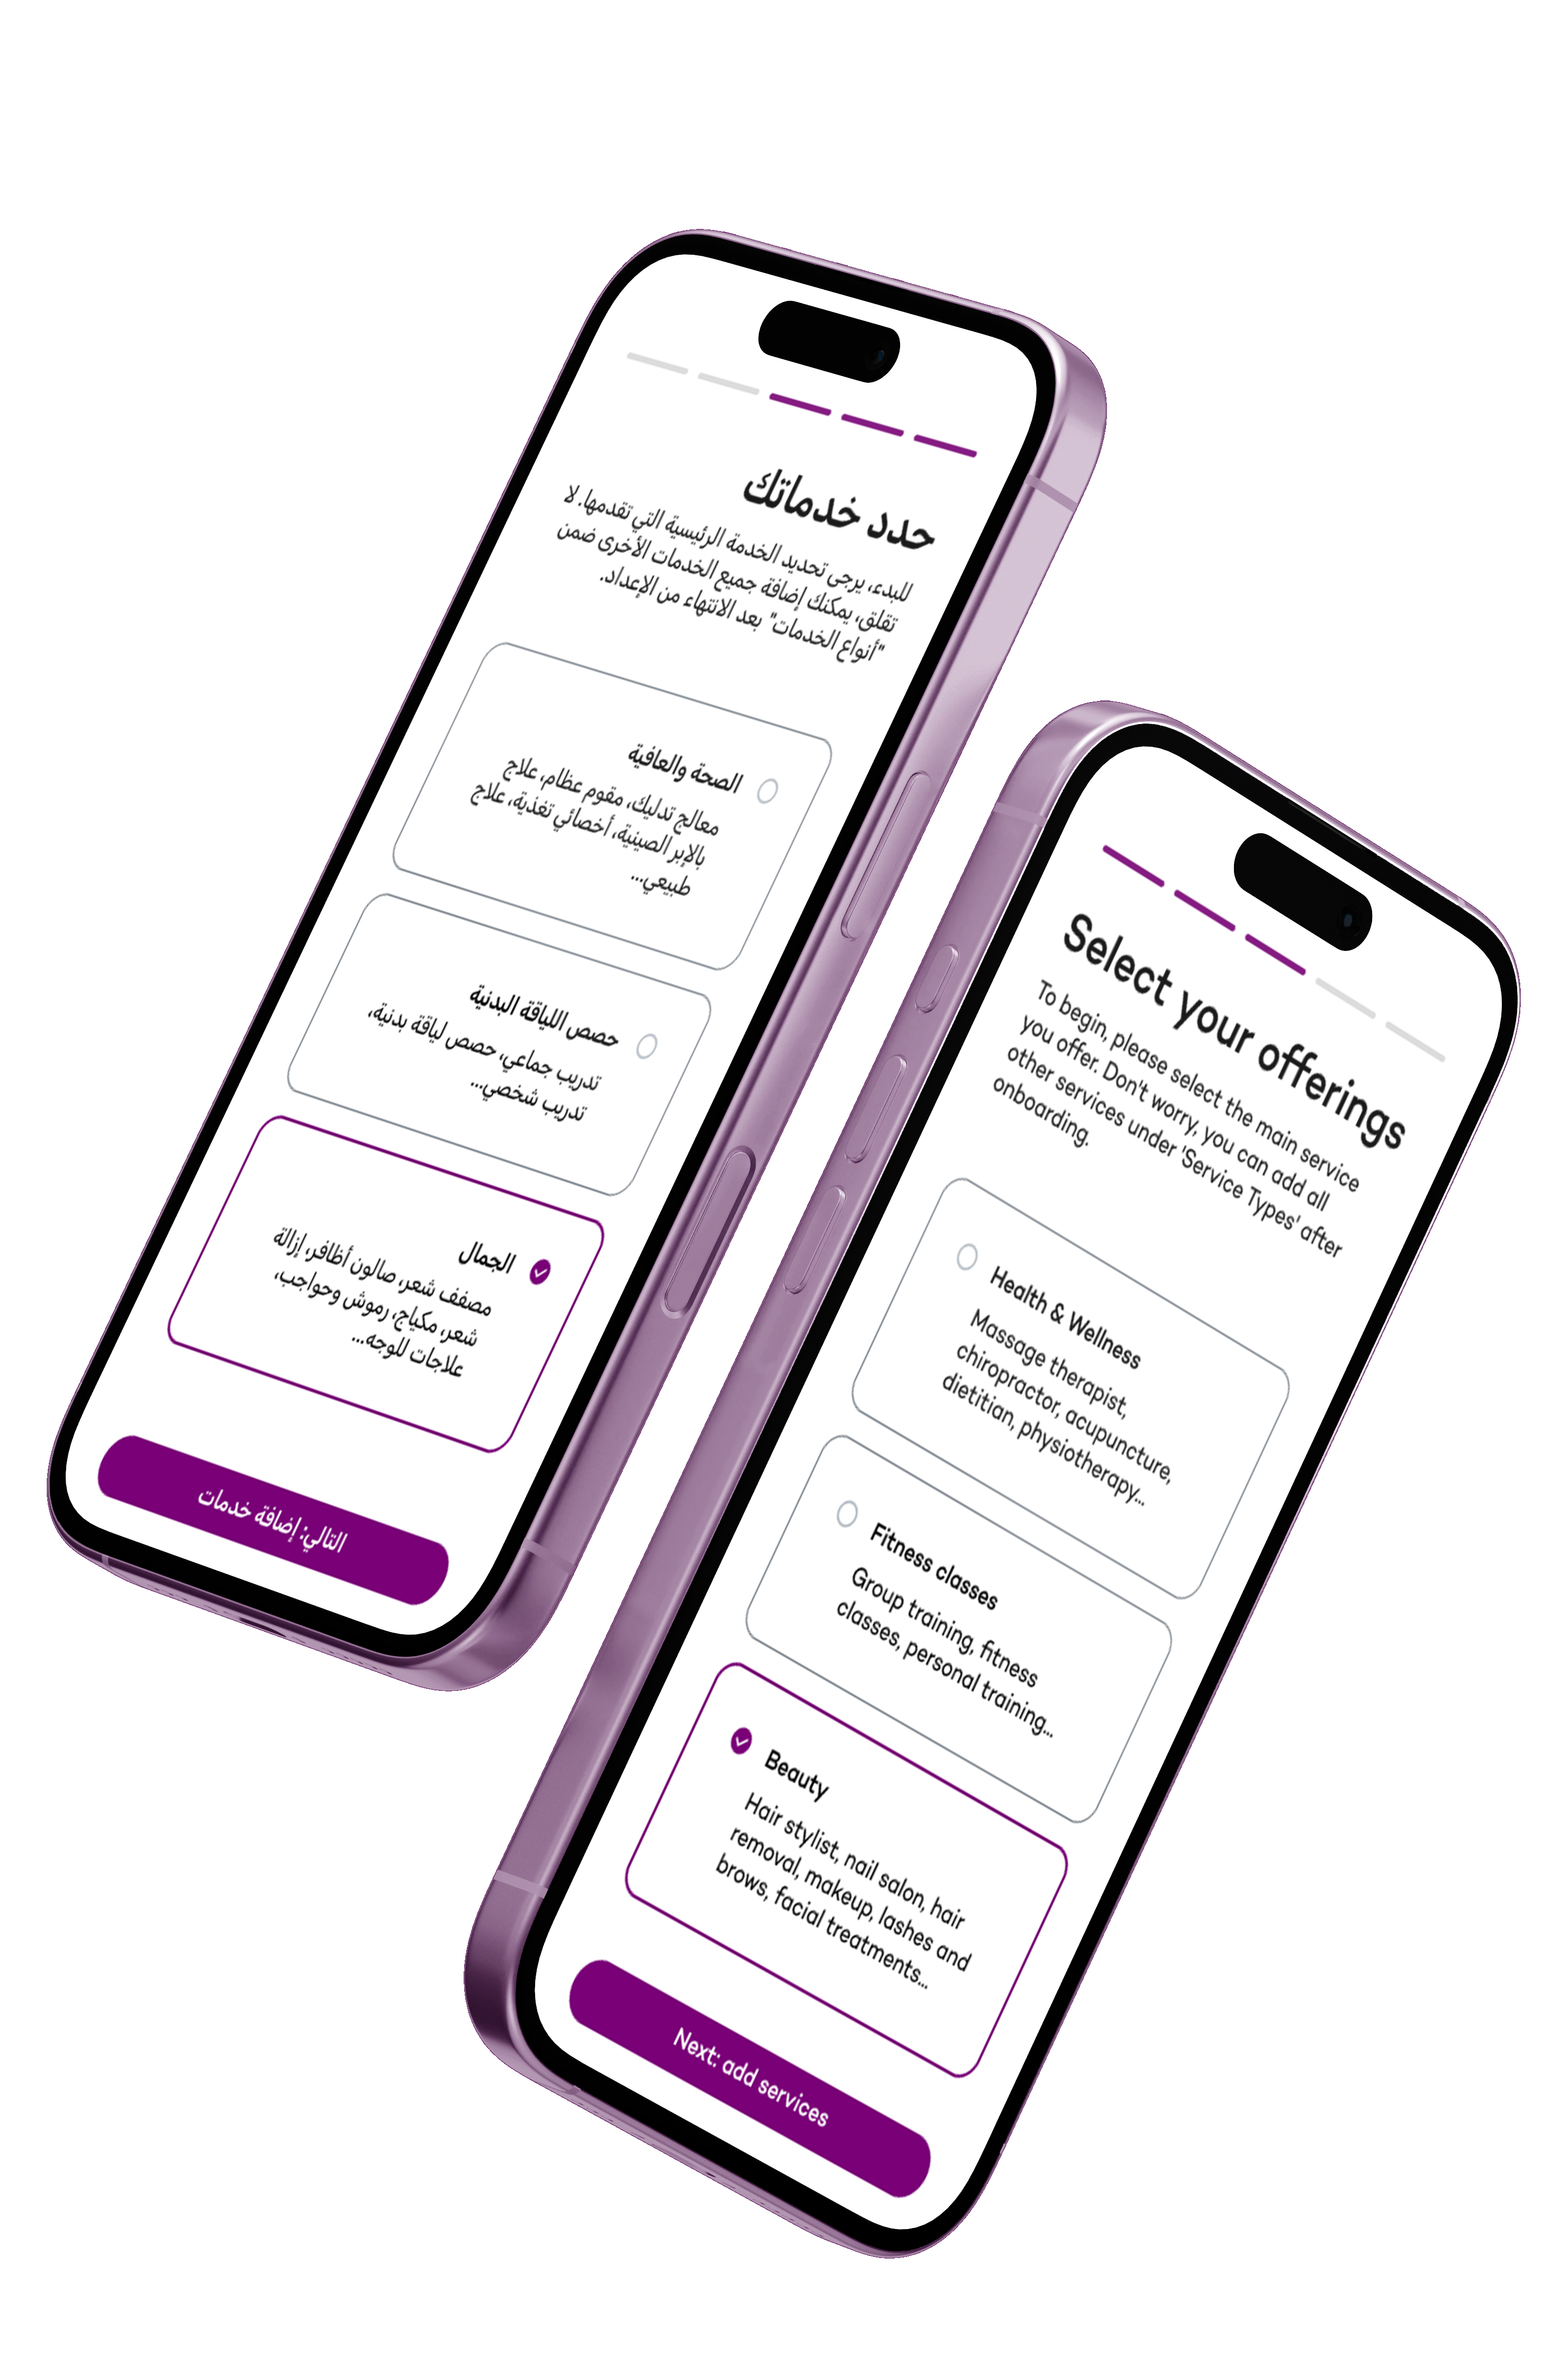 حدد خدماتك
للبدء، يرجى تحديد الخدمة الرئيسية التي تقدمها. لا
تقلق، يمكنك إضافة جميع الخدمات الأخرى ضمن
"أنواع الخدمات" بعد الانتهاء من الإعداد.
الصحة والعافية
معالج تدليك، مقوم عظام، علاج
بالإبر الصينية، أخصائي تغذية، علاج
طبيعي...
حصص اللياقة البدنية
تدريب جماعي، حصص لياقة بدنية،
تدريب شخصي...
الجمال
مصفف شعر، صالون أظافر، إزالة
شعر، مكياج، رموش وحواجب،
علاجات للوجه...
التالي: إضافة خدمات
Select your offerings
To begin, please select the main service
you offer. Don't worry, you can add all
other services under 'Service Types' after
onboarding.
Health & Wellness
Massage therapist,
chiropractor, acupuncture,
dietitian, physiotherapy...
Fitness classes
Group training, fitness
classes, personal training...
Beauty
Hair stylist, nail salon, hair
removal, makeup, lashes and
brows, facial treatments...
Next: add services